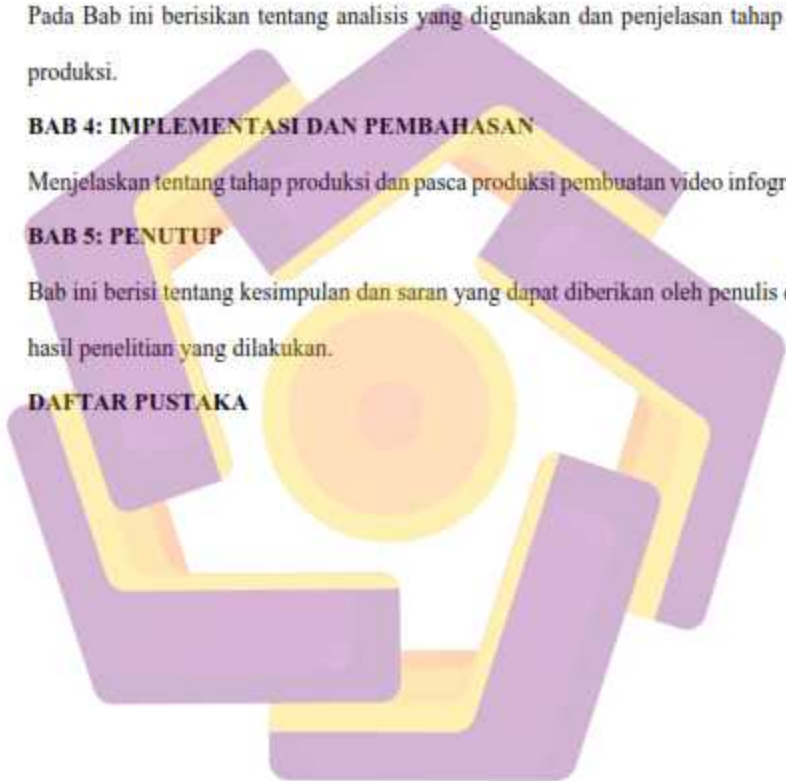 Pada Bab ini berisikan tentang analisis yang digunakan dan penjelasan tahap
produksi.
BAB 4: IMPLEMENTASI DAN PEMBAHASAN
Menjelaskan tentang tahap produksi dan pasca produksi pembuatan video infogr
BAB 5: PENUTUP
Bab ini berisi tentang kesimpulan dan saran yang dapat diberikan oleh penulis
hasil penelitian yang dilakukan.
DAFTAR PUSTAKA